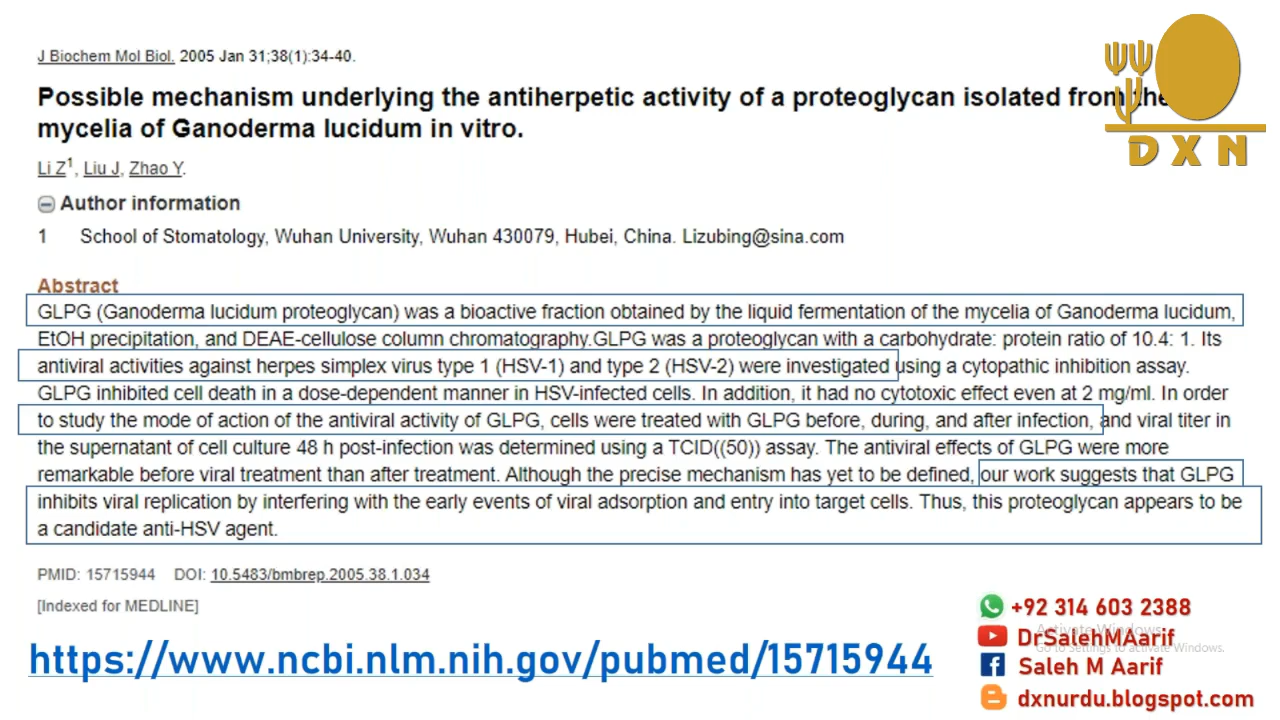 J Biochem Mol Biol. 2005 Jan 31;38(1):34-40.
Possible mechanism underlying the antiherpetic activity of a proteoglycan isolated from the
mycelia of Ganoderma lucidum in vitro.
Li Z1, Liu J, Zhao Y.
Author information
1 School of Stomatology, Wuhan University, Wuhan 430079, Hubei, China. Lizubing@sina.com
DXN
Abstract
GLPG (Ganoderma lucidum proteoglycan) was a bioactive fraction obtained by the liquid fermentation of the mycelia of Ganoderma lucidum,
EtOH precipitation, and DEAE-cellulose column chromatography.GLPG was a proteoglycan with a carbohydrate: protein ratio of 10.4: 1. Its
antiviral activities against herpes simplex virus type 1 (HSV-1) and type 2 (HSV-2) were investigated using a cytopathic inhibition assay.
GLPG inhibited cell death in a dose-dependent manner in HSV-infected cells. In addition, it had no cytotoxic effect even at 2 mg/ml. In order
to study the mode of action of the antiviral activity of GLPG, cells were treated with GLPG before, during, and after infection, and viral titer in
the supernatant of cell culture 48 h post-infection was determined using a TCID((50)) assay. The antiviral effects of GLPG were more
remarkable before viral treatment than after treatment. Although the precise mechanism has yet to be defined, our work suggests that GLPG
inhibits viral replication by interfering with the early events of viral adsorption and entry into target cells. Thus, this proteoglycan appears to be
a candidate anti-HSV agent.
PMID: 15715944 DOI: 10.5483/bmbrep.2005.38.1.034
[Indexed for MEDLINE]
https://www.ncbi.nlm.nih.gov/pubmed/15715944
+92 314 603 2388
Activate Windows
DrSalehMAarif
Go to Settings to activate Windows.
Saleh M Aarif
dxnurdu.blogspot.com